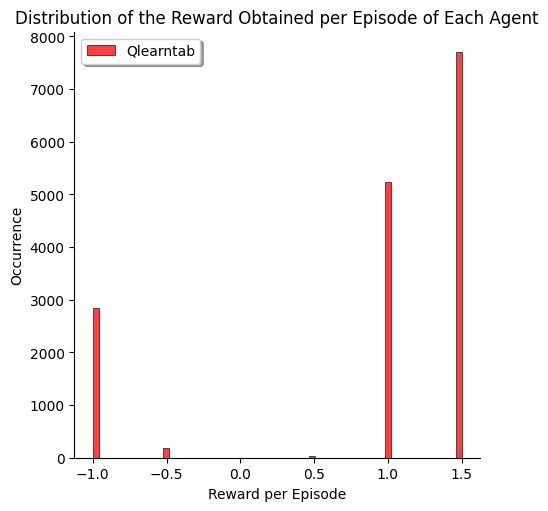 Distribution of the Reward Obtained per Episode of Each Agent
Qlearntab
8000
7000
6000
5000
4000
3000
2000
1000
0
Occurrence
−1.0 −0.5 0.0 0.5 1.0 1.5
Reward per Episode